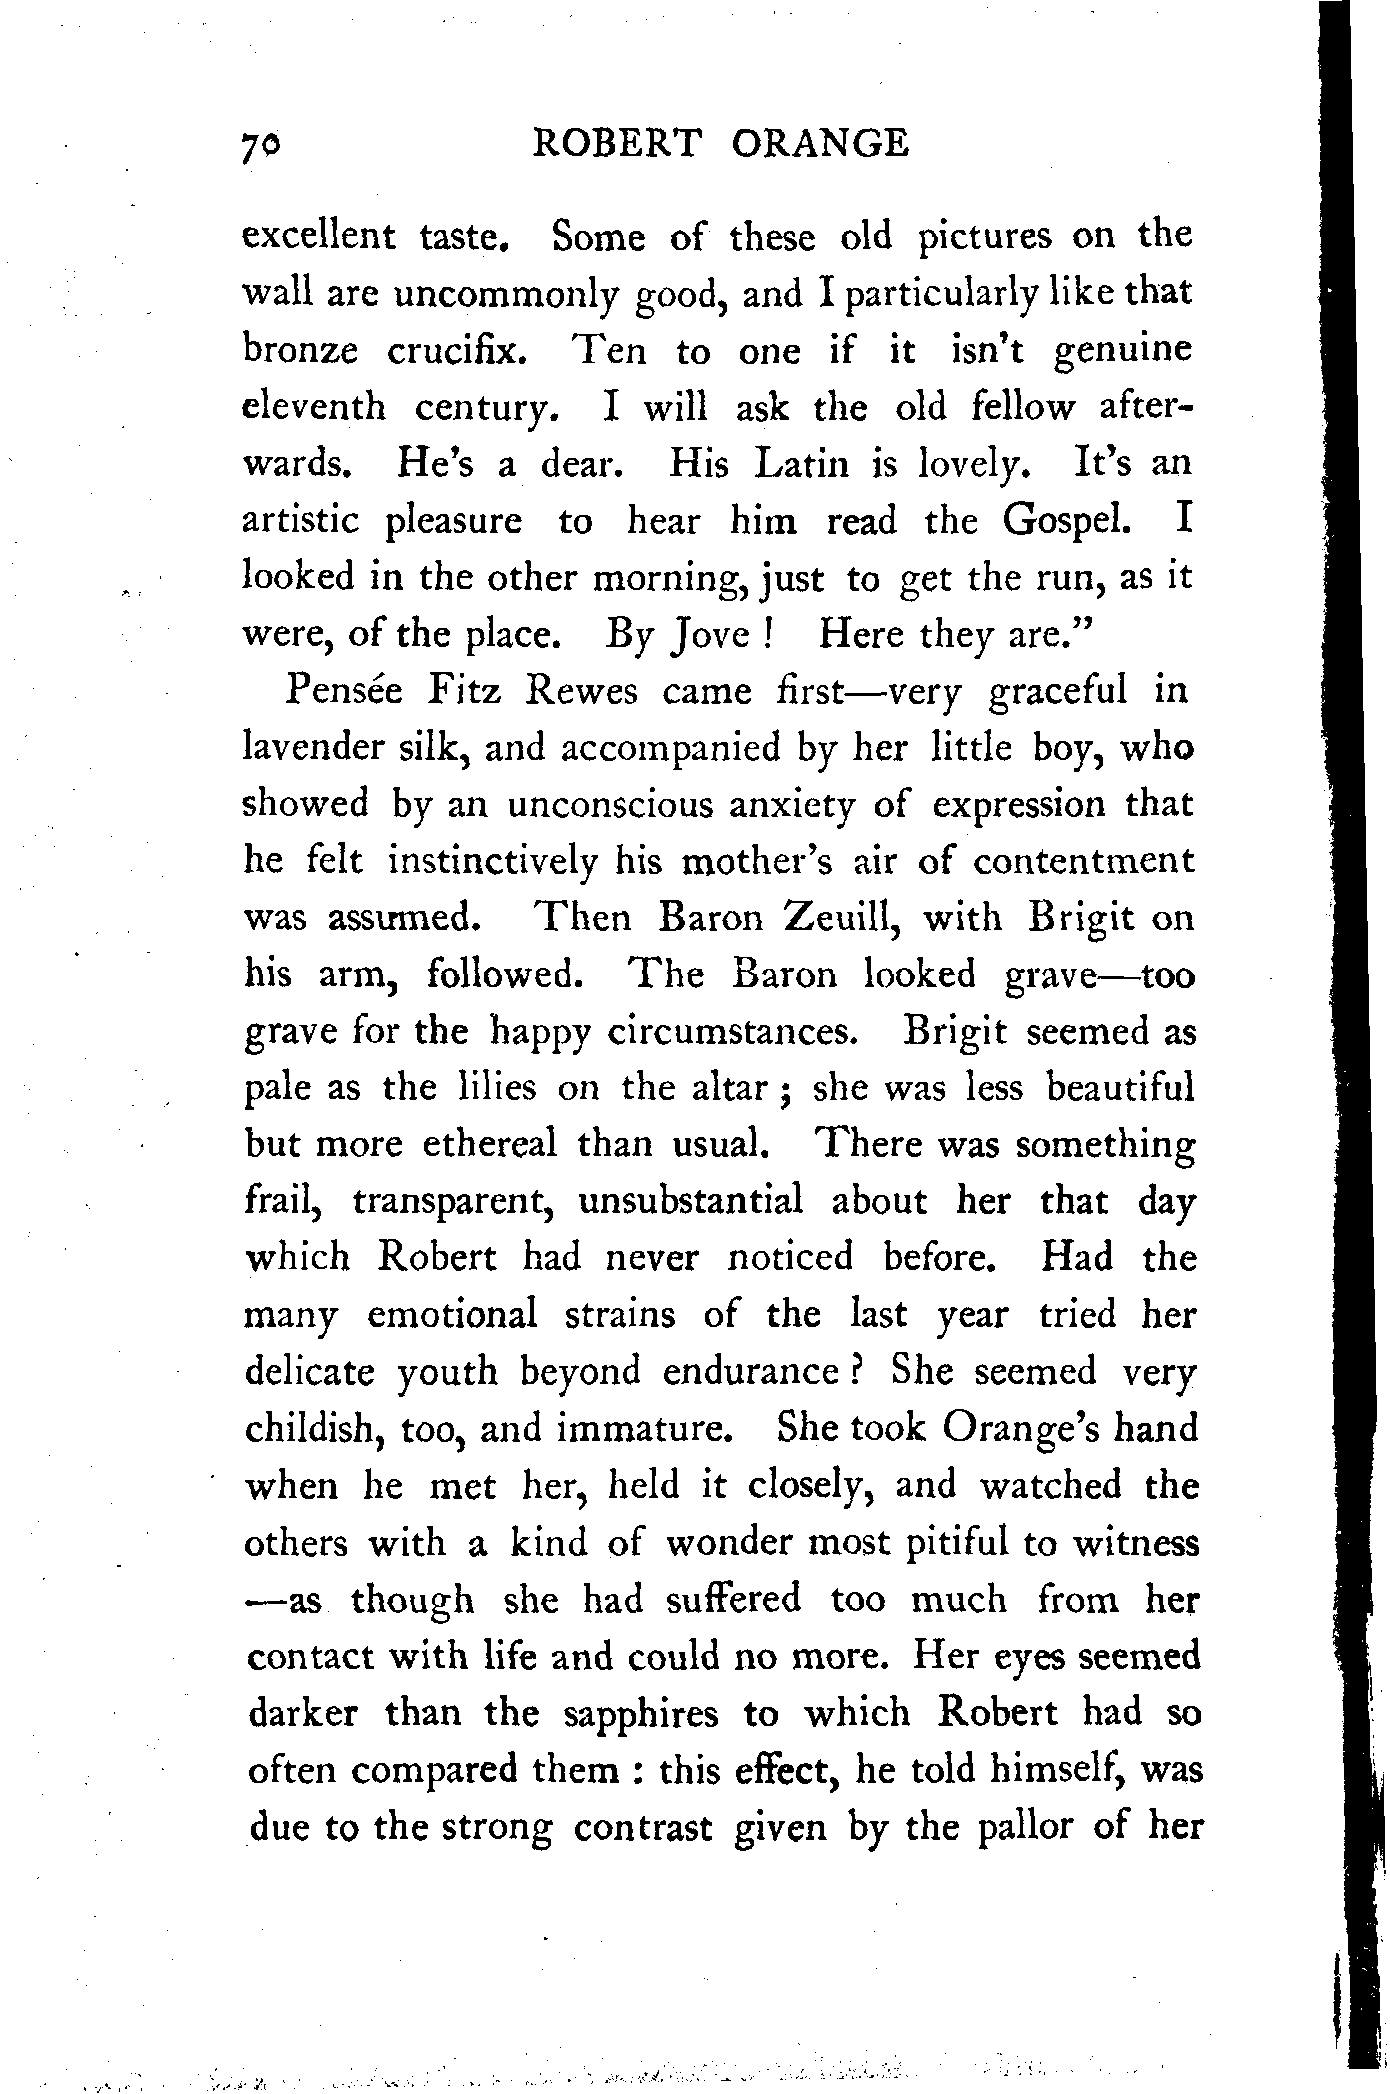 70 ROBERT ORANGE
excellent taste. Some of these old pictures on the
wall are uncommonly good, and I particularly like that
bronze crucifix. Ten to one if it isn't genuine
eleventh century. I will ask the old fellow after-
wards. He's a dear. His Latin is lovely. It's an
artistic pleasure to hear him read the Gospel. I
looked in the other morning, just to get the run, as it
were, of the place. By Jove ! Here they are.”
Pensée Fitz Rewes came first—very graceful in
lavender silk, and accompanied by her little boy, who
showed by an unconscious anxiety of expression that
he felt instinctively his mother's air of contentment
was assumed. Then Baron Zeuill, with Brigit on
his arm, followed. The Baron looked grave—too
grave for the happy circumstances. Brigit seemed as
pale as the lilies on the altar ; she was less beautiful
but more ethereal than usual. There was something
frail, transparent, unsubstantial about her that day
which Robert had never noticed before. Had the
many emotional strains of the last year tried her
delicate youth beyond endurance ? She seemed very
childish, too, and immature. She took Orange's hand
when he met her, held it closely, and watched the
others with a kind of wonder most pitiful to witness
—as though she had suffered too much from her
contact with life and could no more. Her eyes seemed
darker than the sapphires to which Robert had so
often compared them : this effect, he told himself, was
due to the strong contrast given by the pallor of her